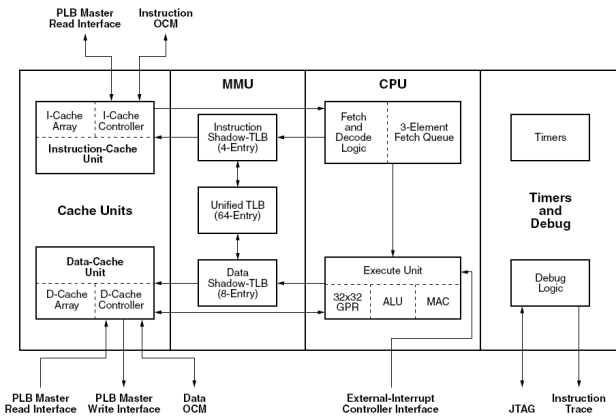 PLB Master
Read Interface
Instruction
OCM
MMU
CPU
I-Cache
Array
I-Cache
Controller
Instruction-Cache
Unit
Instruction
Shadow-TLB
(4-Entry)
Fetch
and
Decode
Logic
3-Element
Fetch Queue
Timers
Cache Units
Unified TLB
(64-Entry)
Timers
and
Debug
Data-Cache
Unit
D-Cache
Array
D-Cache
Controller
Data
Shadow-TLB
(8-Entry)
Execute Unit
32x32
GPR
ALU
MAC
Debug
Logic
PLB Master
Read Interface
PLB Master
Write Interface
Data
OCM
External-Interrupt
Controller Interface
JTAG
Instruction
Trace